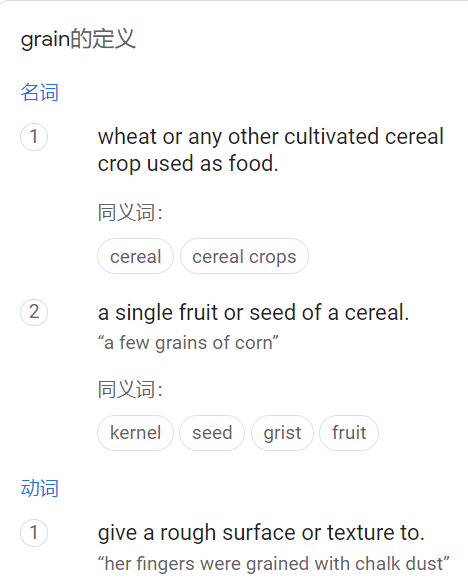 grain的定义
名词
1 wheat or any other cultivated cereal
crop used as food.
同义词：
cereal cereal crops
2 a single fruit or seed of a cereal.
“a few grains of corn”
同义词：
kernel seed grist fruit
动词
1 give a rough surface or texture to.
“her fingers were grained with chalk dust”